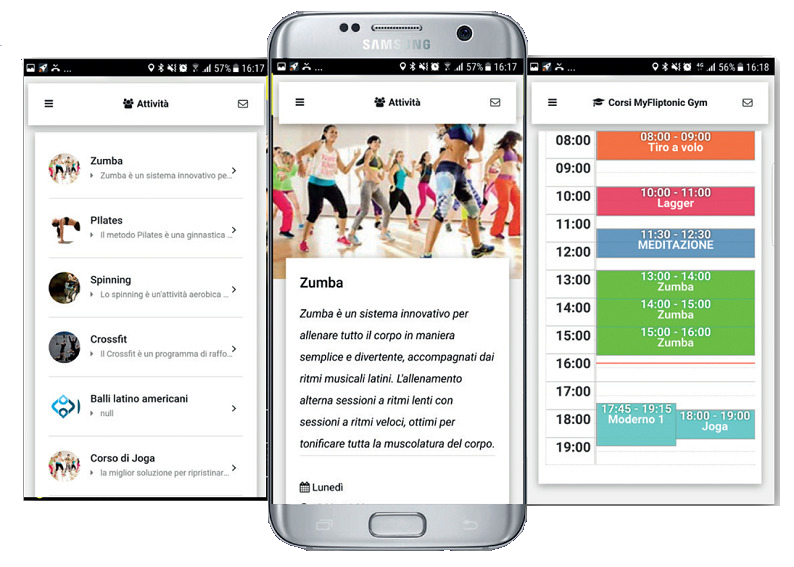 SAMSUNG
... 57% 16:17
Attività
Zumba
Zumba è un sistema innovativo pe...
Pilates
Il metodo Pilates è una ginnastica ...
Spinning
Lo spinning è un'attività aerobica ...
Crossfit
Il Crossfit è un programma di raffo...
Balli latino americani
null
Corso di Joga
la miglior soluzione per ripristinar...
... 57% 16:17
Attività
Zumba
Zumba è un sistema innovativo per
allenare tutto il corpo in maniera
semplice e divertente, accompagnati dai
ritmi musicali latini. L'allenamento
alterna sessioni a ritmi lenti con
sessioni a ritmi veloci, ottimi per
tonificare tutta la muscolatura del corpo.
Lunedì
... 4G 56% 16:18
Corsi MyFliptonic Gym
08:00
08:00 - 09:00
Tiro a volo
09:00
10:00
10:00 - 11:00
Lagger
11:00
11:30 - 12:30
MEDITAZIONE
12:00
13:00
13:00 - 14:00
Zumba
14:00
14:00 - 15:00
Zumba
15:00
15:00 - 16:00
Zumba
16:00
17:00
17:45 - 19:15
Moderno 1
18:00
18:00 - 19:00
Joga
19:00